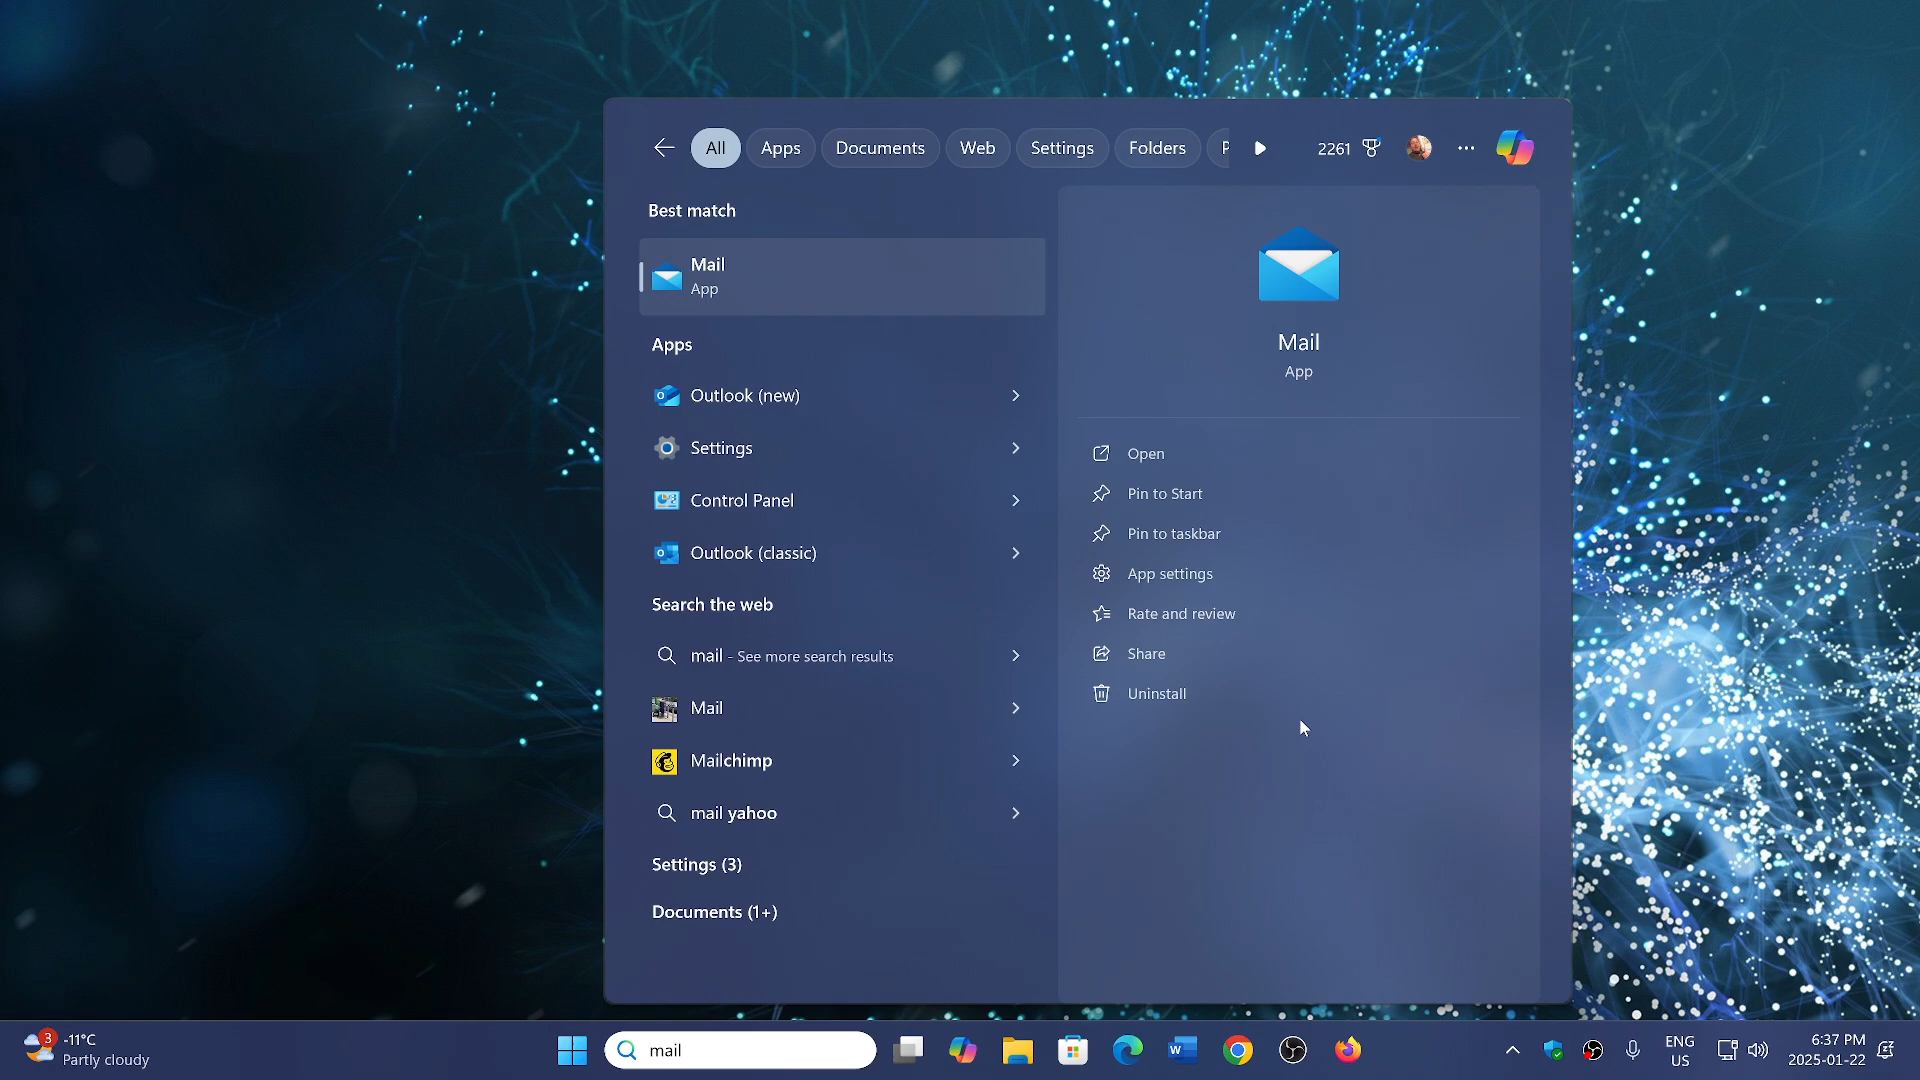 All
Apps
Documents
Web
Settings
Folders
P
2261
Best match
Mail
App
Apps
Outlook (new)
Settings
Control Panel
Outlook (classic)
Search the web
mail - See more search results
Mail
Mailchimp
mail yahoo
Settings (3)
Documents (1+)
Mail
App
Open
Pin to Start
Pin to taskbar
App settings
Rate and review
Share
Uninstall
3
-11°C
Partly cloudy
mail
W
ENG
US
6:37 PM
2025-01-22